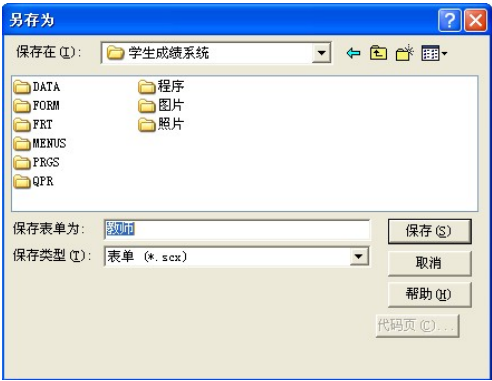 另存为
保存在(I):
学生成绩系统
DATA
程序
FORM
图片
FRT
照片
MENUS
PRGS
QPR
保存表单为:
教师
保存(S)
保存类型(T):
表单 (*.scx)
取消
帮助(H)
代码页(C)...